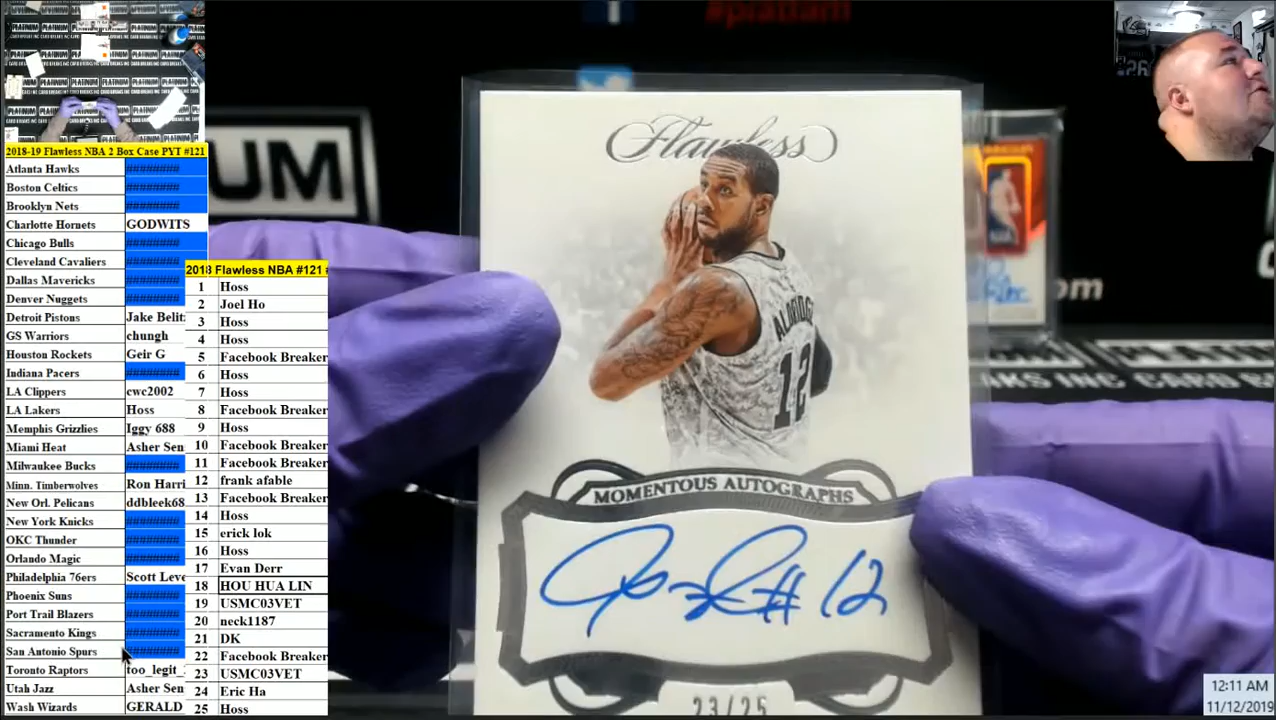 2018-19 Flawless NBA 2 Box Case PYT #121
Atlanta Hawks #########
Boston Celtics #########
Brooklyn Nets #########
Charlotte Hornets GODWITS
Chicago Bulls #########
Cleveland Cavaliers #########
Dallas Mavericks #########
Denver Nuggets #########
Detroit Pistons Jake Belit
GS Warriors chungh
Houston Rockets Geir G
Indiana Pacers #########
LA Clippers cwc2002
LA Lakers Hoss
Memphis Grizzlies Iggy 688
Miami Heat Asher Sen
Milwaukee Bucks #########
Minn. Timberwolves Ron Harri
New Orl. Pelicans ddbleek68
New York Knicks #########
OKC Thunder #########
Orlando Magic #########
Philadelphia 76ers Scott Leve
Phoenix Suns #########
Port Trail Blazers #########
Sacramento Kings #########
San Antonio Spurs #########
Toronto Raptors too_legit_
Utah Jazz Asher Sen
Wash Wizards GERALD
2018 Flawless NBA #121
1 Hoss
2 Joel Ho
3 Hoss
4 Hoss
5 Facebook Breaker
6 Hoss
7 Hoss
8 Facebook Breaker
9 Hoss
10 Facebook Breaker
11 Facebook Breaker
12 frank afable
13 Facebook Breaker
14 Hoss
15 erick lok
16 Hoss
17 Evan Derr
18 HOU HUA LIN
19 USMC03VET
20 neck1187
21 DK
22 Facebook Breaker
23 USMC03VET
24 Eric Ha
25 Hoss
Flawless
12
MOMENTOUS AUTOGRAPHS
23/25
12:11 AM
11/12/2019